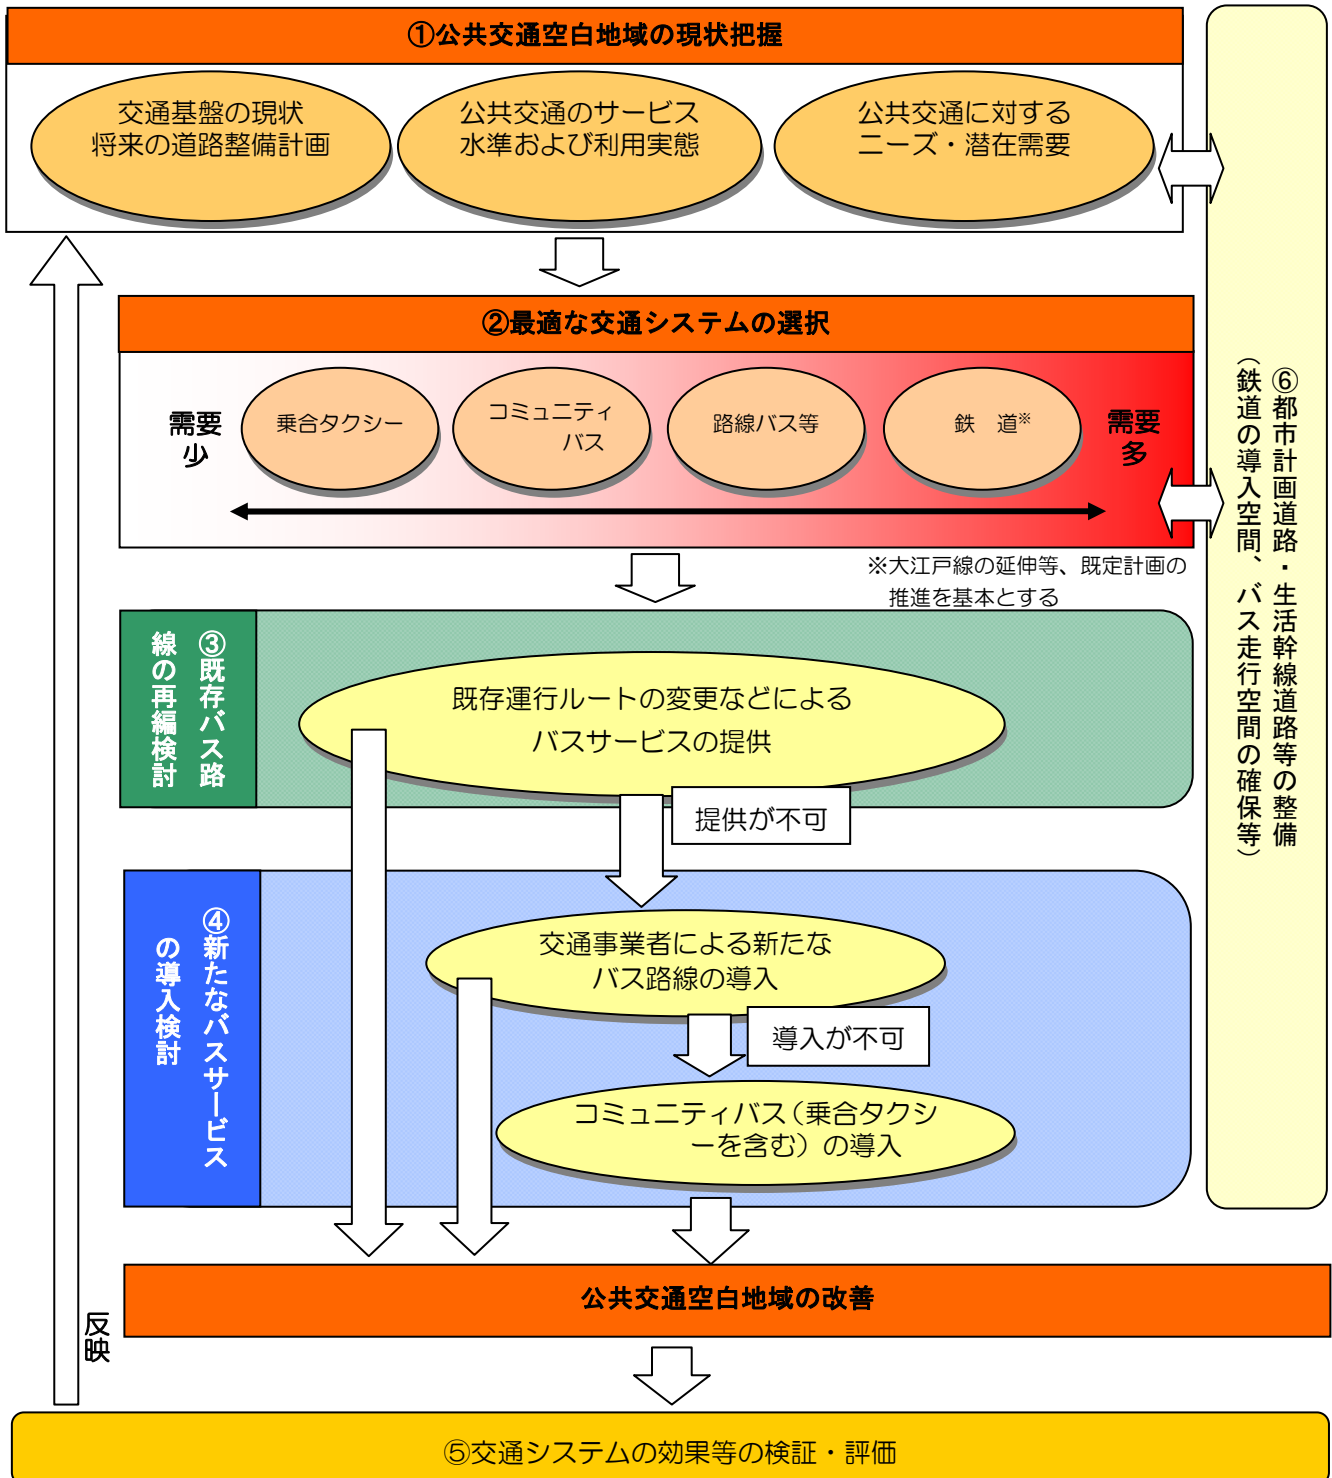 ①公共交通空白地域の現状把握
交通基盤の現状
将来の道路整備計画
公共交通のサービス
水準および利用実態
公共交通に対する
ニーズ・潜在需要
②最適な交通システムの選択
需要
少
乗合タクシー
コミュニティ
バス
路線バス等
鉄　道※
需要
多
※大江戸線の延伸等、既定計画の
推進を基本とする
③既存バス路
線の再編検討
既存運行ルートの変更などによる
バスサービスの提供
提供が不可
④新たなバスサービス
の導入検討
交通事業者による新たな
バス路線の導入
導入が不可
コミュニティバス（乗合タクシ
ーを含む）の導入
⑥都市計画道路・生活幹線道路等の整備
（鉄道の導入空間、バス走行空間の確保等）
公共交通空白地域の改善
反映
⑤交通システムの効果等の検証・評価